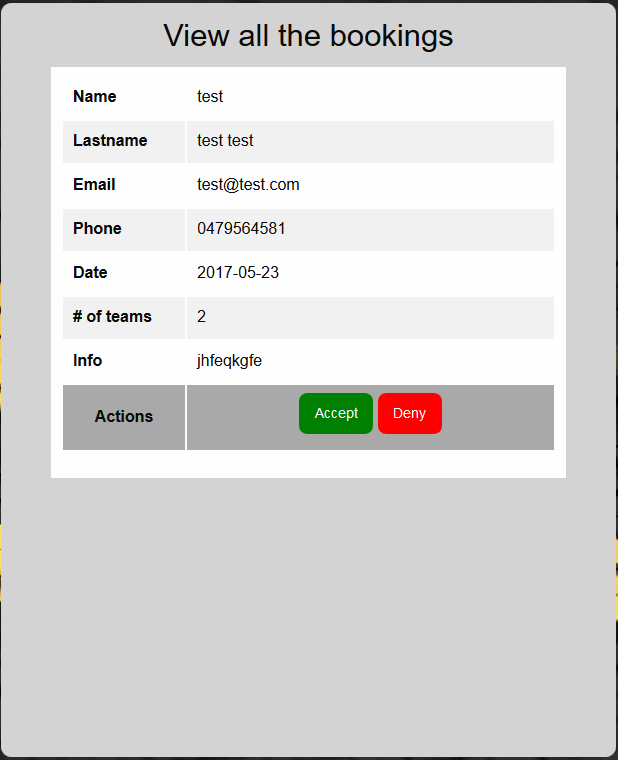 View all the bookings
Name test
Lastname test test
Email test@test.com
Phone 0479564581
Date 2017-05-23
# of teams 2
Info jhfeqkgfe
Actions Accept Deny